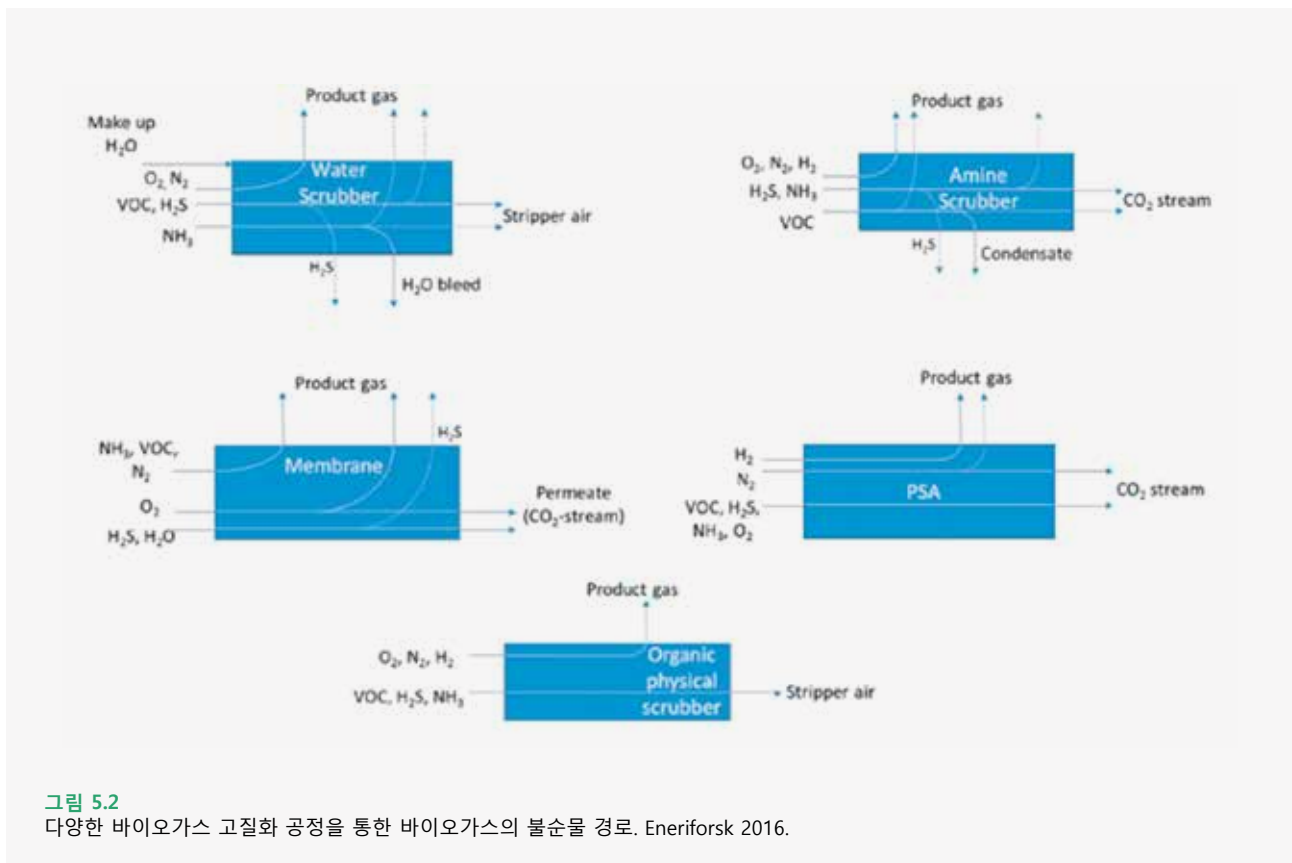 Product gas
Make up
H₂O
O₂, N₂
VOC, H₂S
NH₃
Water
Scrubber
Stripper air
H₂S
H₂O bleed
Product gas
O₂, N₂, H₂
H₂S, NH₃
VOC
Amine
Scrubber
CO₂ stream
H₂S
Condensate
Product gas
NH₃, VOC,
N₂
O₂
H₂S, H₂O
Membrane
H₂S
Permeate
(CO₂-stream)
Product gas
H₂
N₂
VOC, H₂S,
NH₃, O₂
PSA
CO₂ stream
Product gas
O₂, N₂, H₂
VOC, H₂S, NH₃
Organic
physical
scrubber
Stripper air
그림 5.2
다양한 바이오가스 고질화 공정을 통한 바이오가스의 불순물 경로. Eneriforsk 2016.